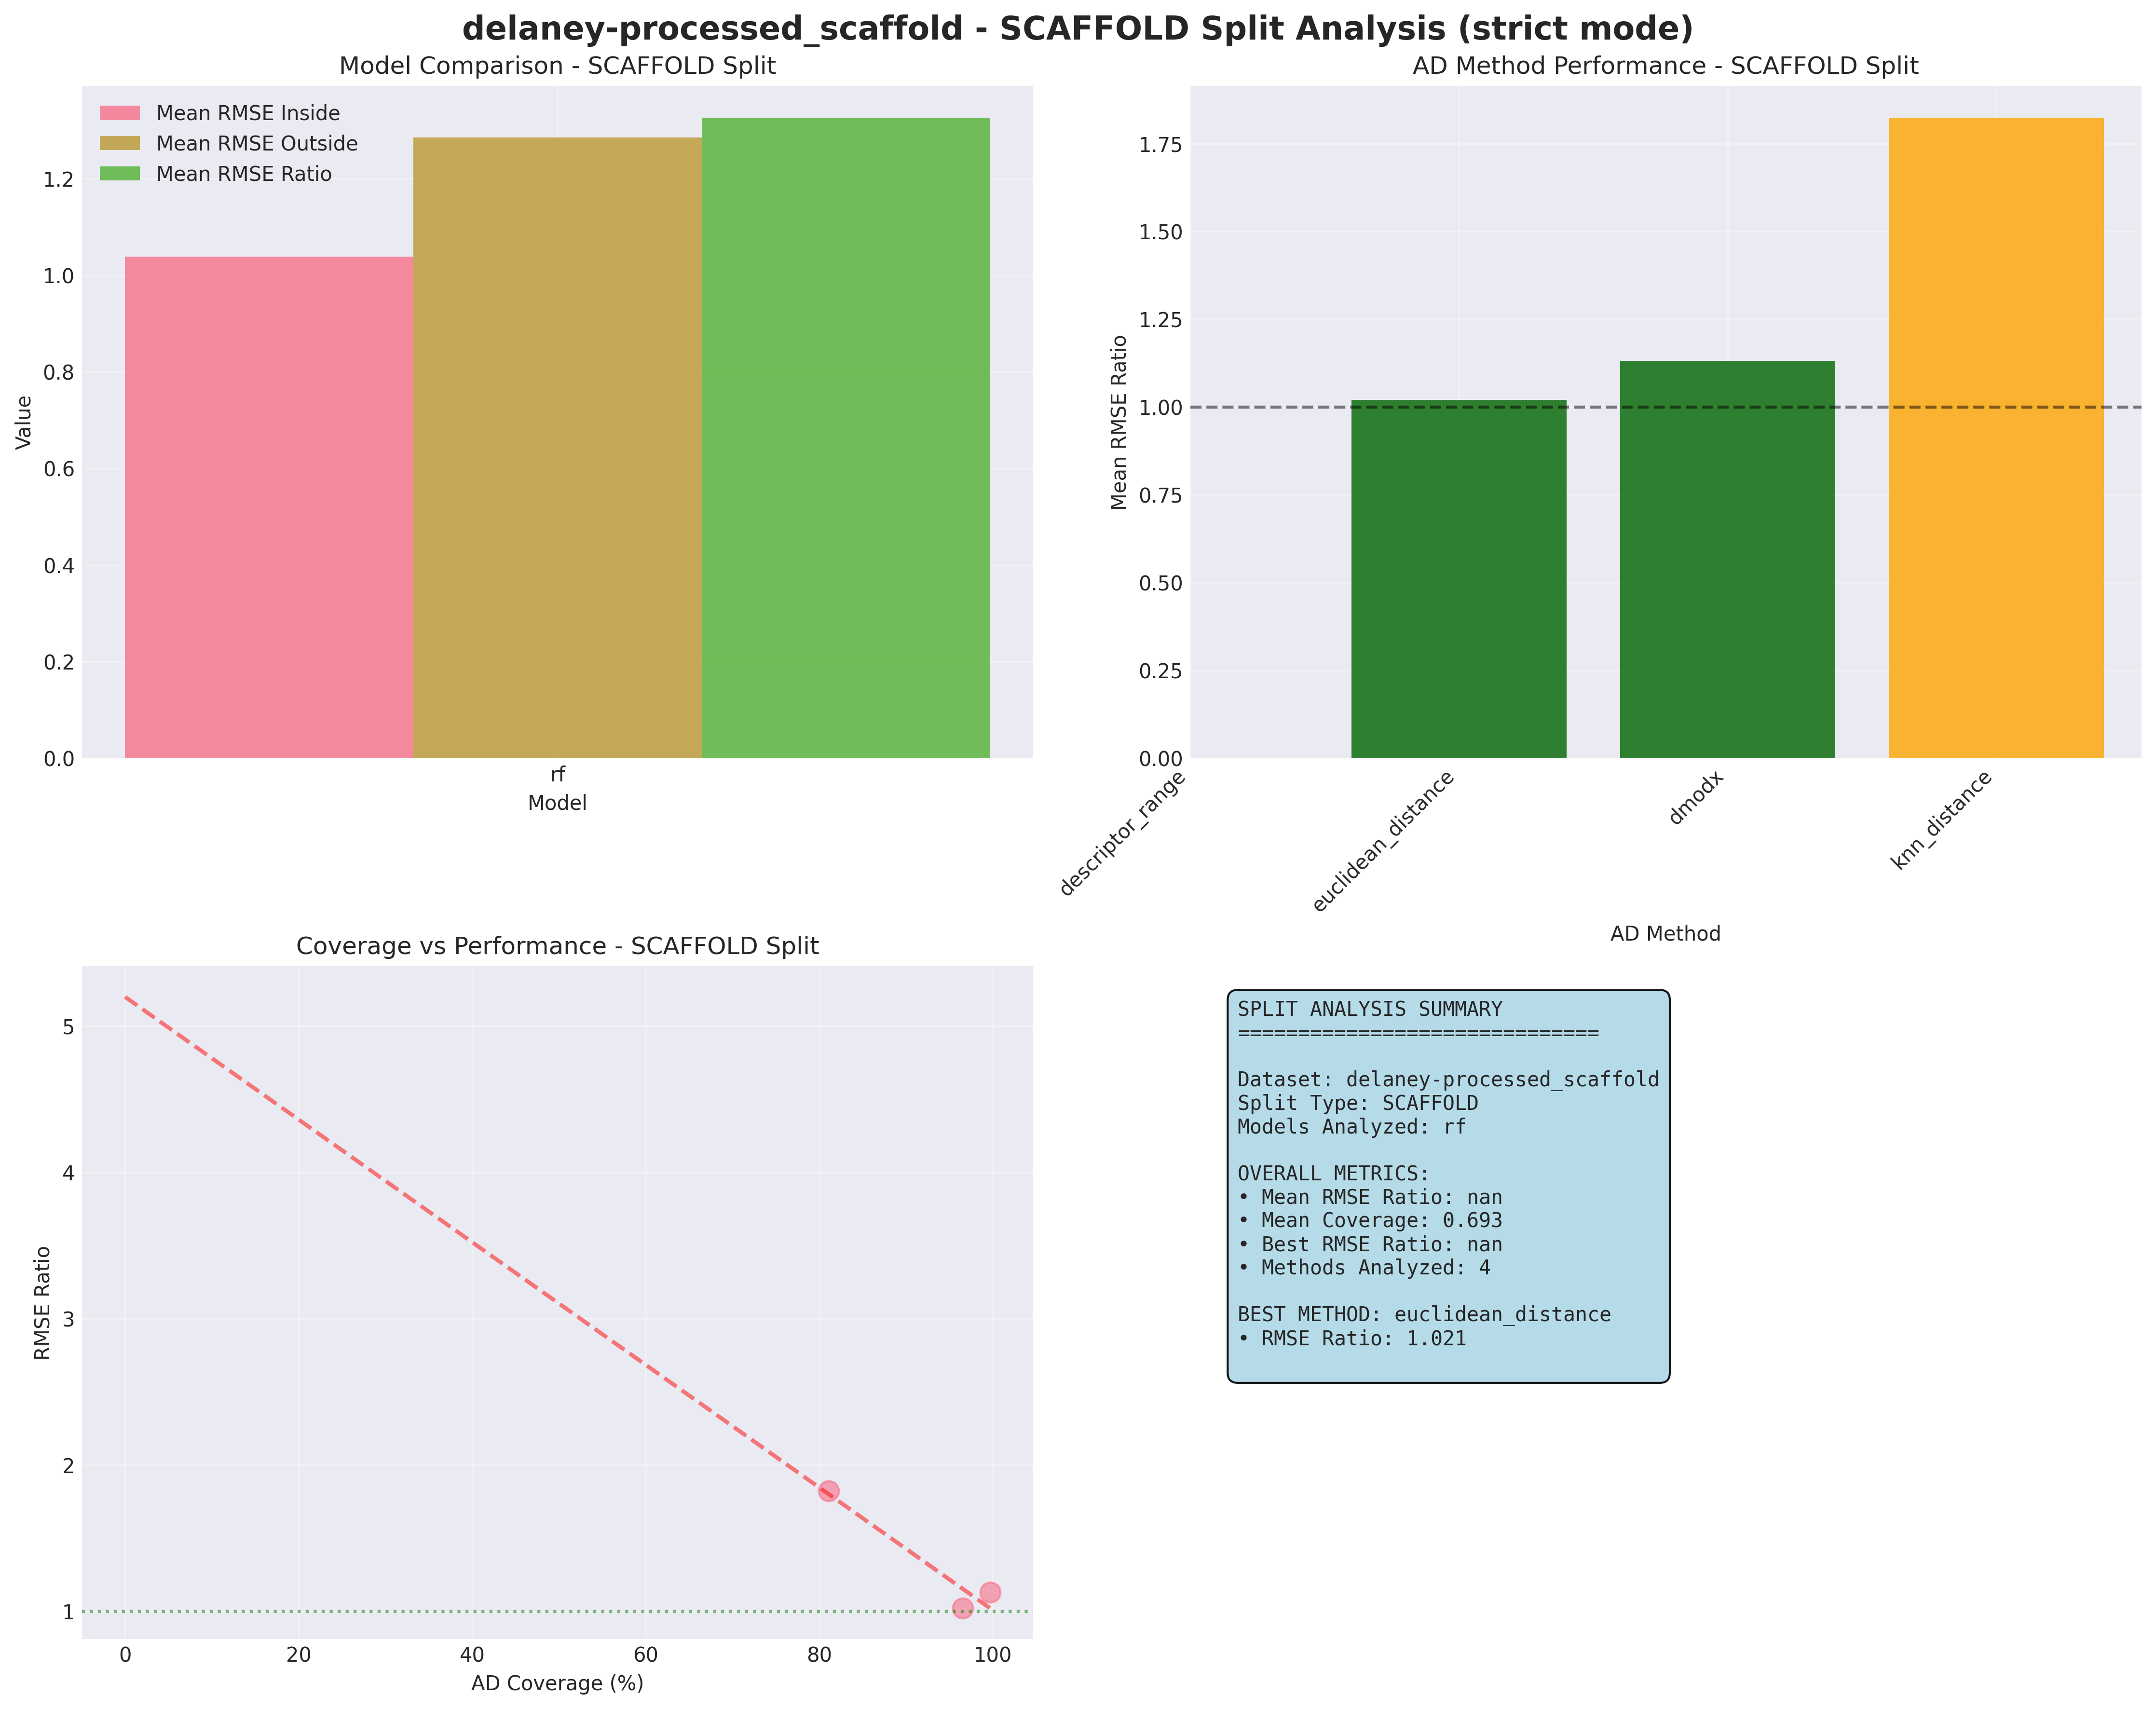 delaney-processed_scaffold - SCAFFOLD Split Analysis (strict mode)
Model Comparison - SCAFFOLD Split
Mean RMSE Inside
Mean RMSE Outside
Mean RMSE Ratio
Value
1.2
1.0
0.8
0.6
0.4
0.2
0.0
rf
Model
AD Method Performance - SCAFFOLD Split
Mean RMSE Ratio
1.75
1.50
1.25
1.00
0.75
0.50
0.25
0.00
descriptor_range
euclidean_distance
dmodx
knn_distance
AD Method
Coverage vs Performance - SCAFFOLD Split
RMSE Ratio
5
4
3
2
1
0 20 40 60 80 100
AD Coverage (%)
SPLIT ANALYSIS SUMMARY
==============================
Dataset: delaney-processed_scaffold
Split Type: SCAFFOLD
Models Analyzed: rf
OVERALL METRICS:
• Mean RMSE Ratio: nan
• Mean Coverage: 0.693
• Best RMSE Ratio: nan
• Methods Analyzed: 4
BEST METHOD: euclidean_distance
• RMSE Ratio: 1.021